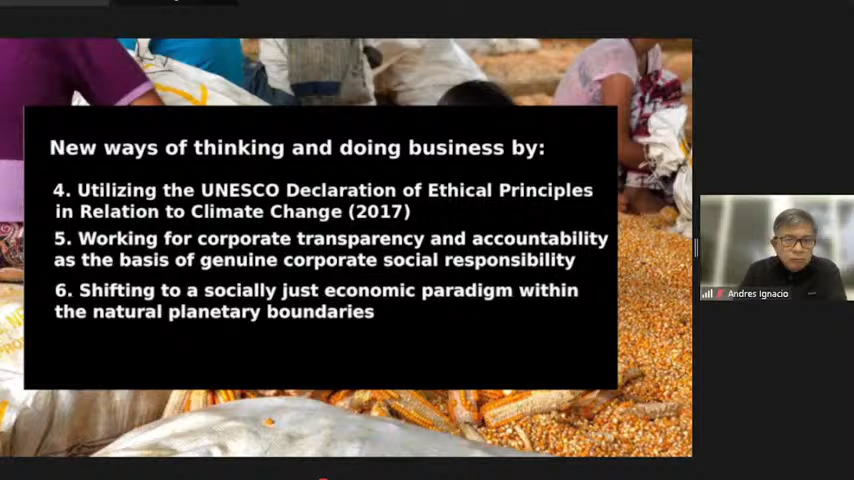 New ways of thinking and doing business by:
4. Utilizing the UNESCO Declaration of Ethical Principles
in Relation to Climate Change (2017)
5. Working for corporate transparency and accountability
as the basis of genuine corporate social responsibility
6. Shifting to a socially just economic paradigm within
the natural planetary boundaries
Andres Ignacio